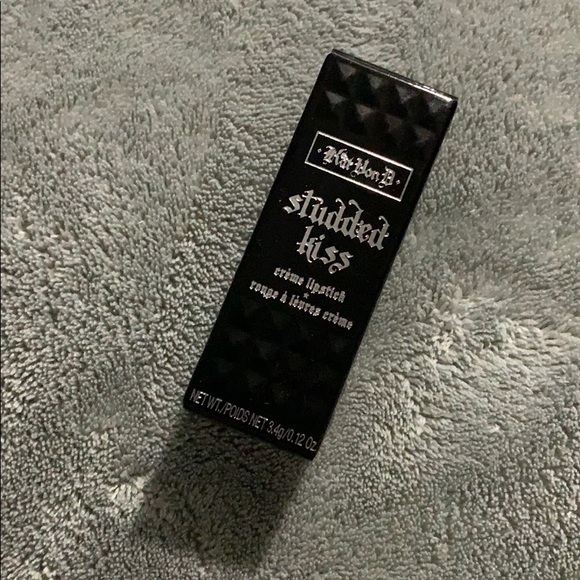 · Kat Von D ·
studded
kiss
crème lipstick
*
rouge à lèvres crème
NET WT./POIDS NET 3.4g/0.12 Oz